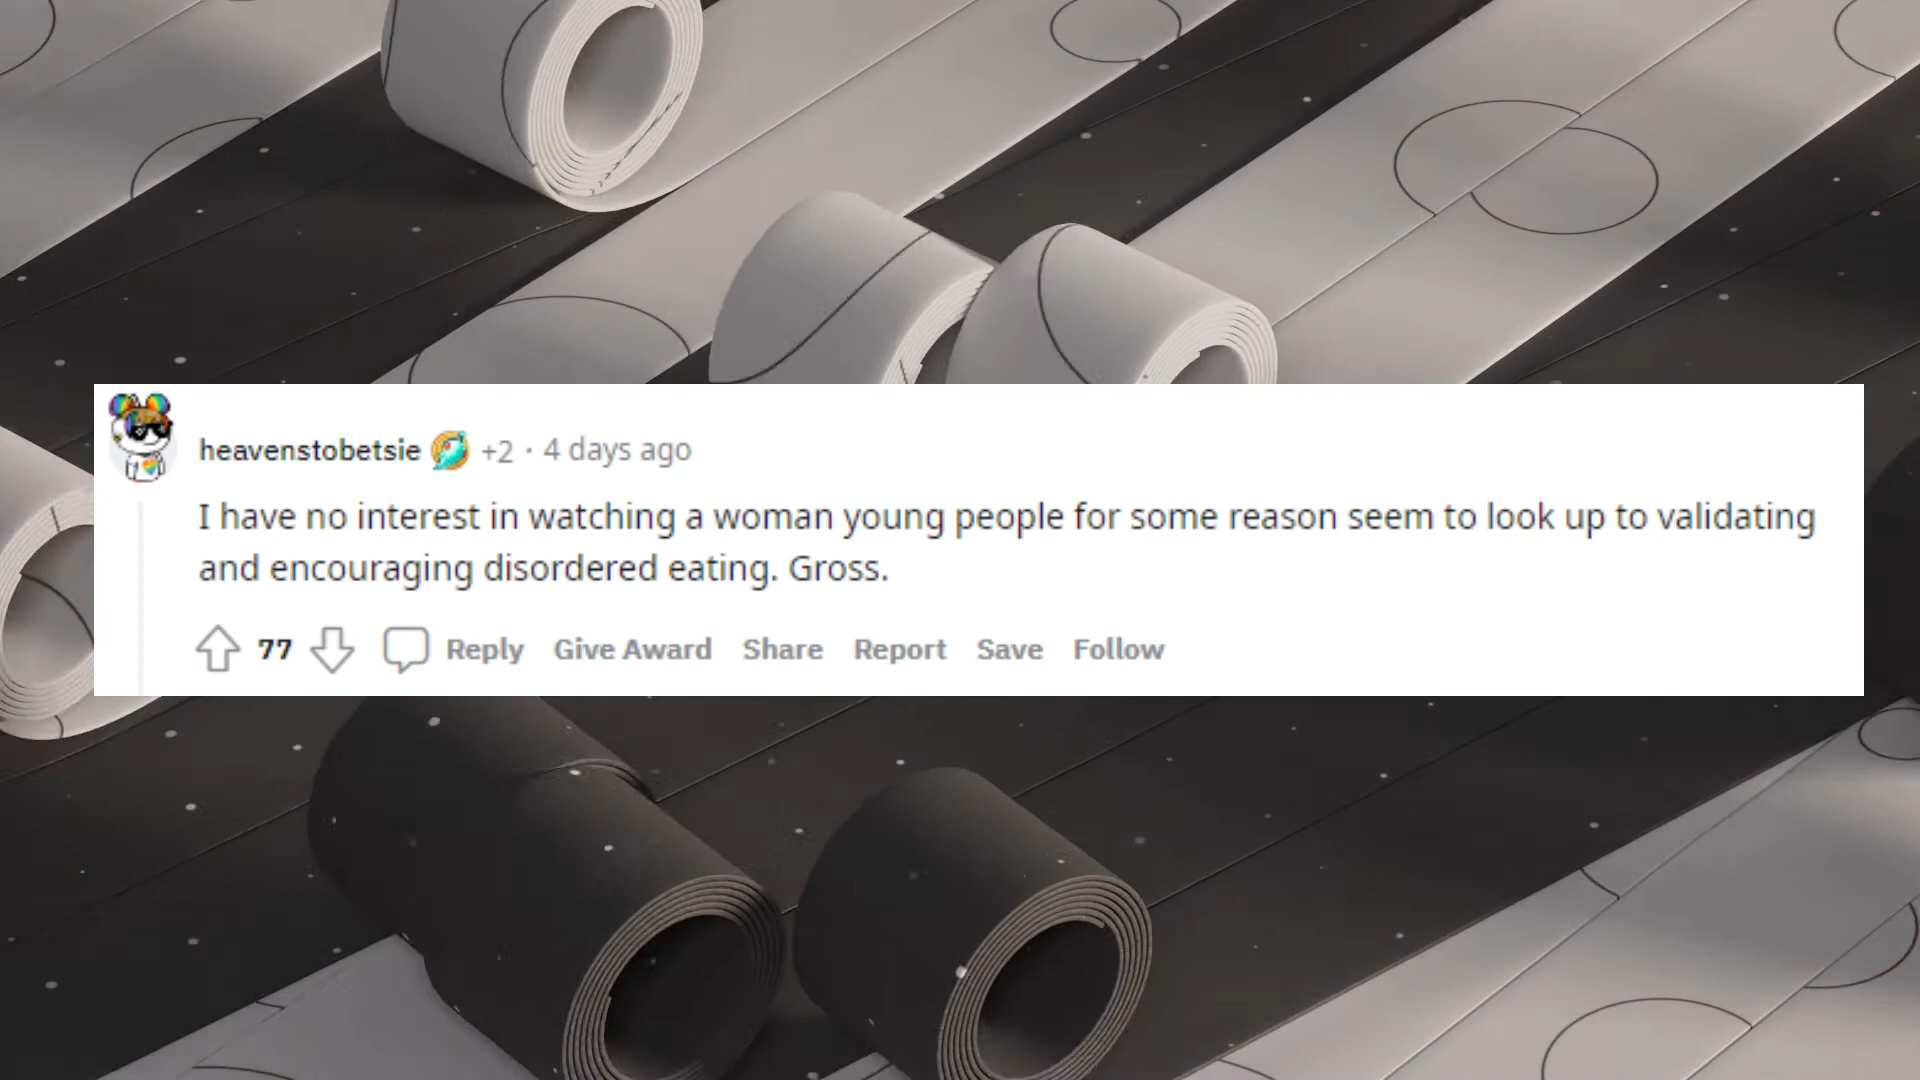 heavenstobetsie +2 · 4 days ago
I have no interest in watching a woman young people for some reason seem to look up to validating
and encouraging disordered eating. Gross.
77 Reply Give Award Share Report Save Follow